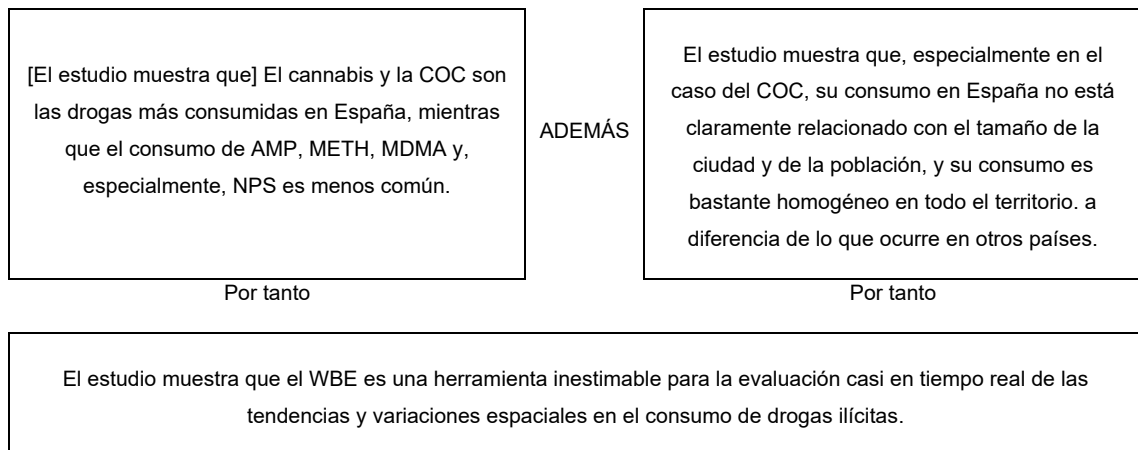 [El estudio muestra que] El cannabis y la COC son
las drogas más consumidas en España, mientras
que el consumo de AMP, METH, MDMA y,
especialmente, NPS es menos común.
ADEMÁS
El estudio muestra que, especialmente en el
caso del COC, su consumo en España no está
claramente relacionado con el tamaño de la
ciudad y de la población, y su consumo es
bastante homogéneo en todo el territorio. a
diferencia de lo que ocurre en otros países.
Por tanto
Por tanto
El estudio muestra que el WBE es una herramienta inestimable para la evaluación casi en tiempo real de las
tendencias y variaciones espaciales en el consumo de drogas ilícitas.